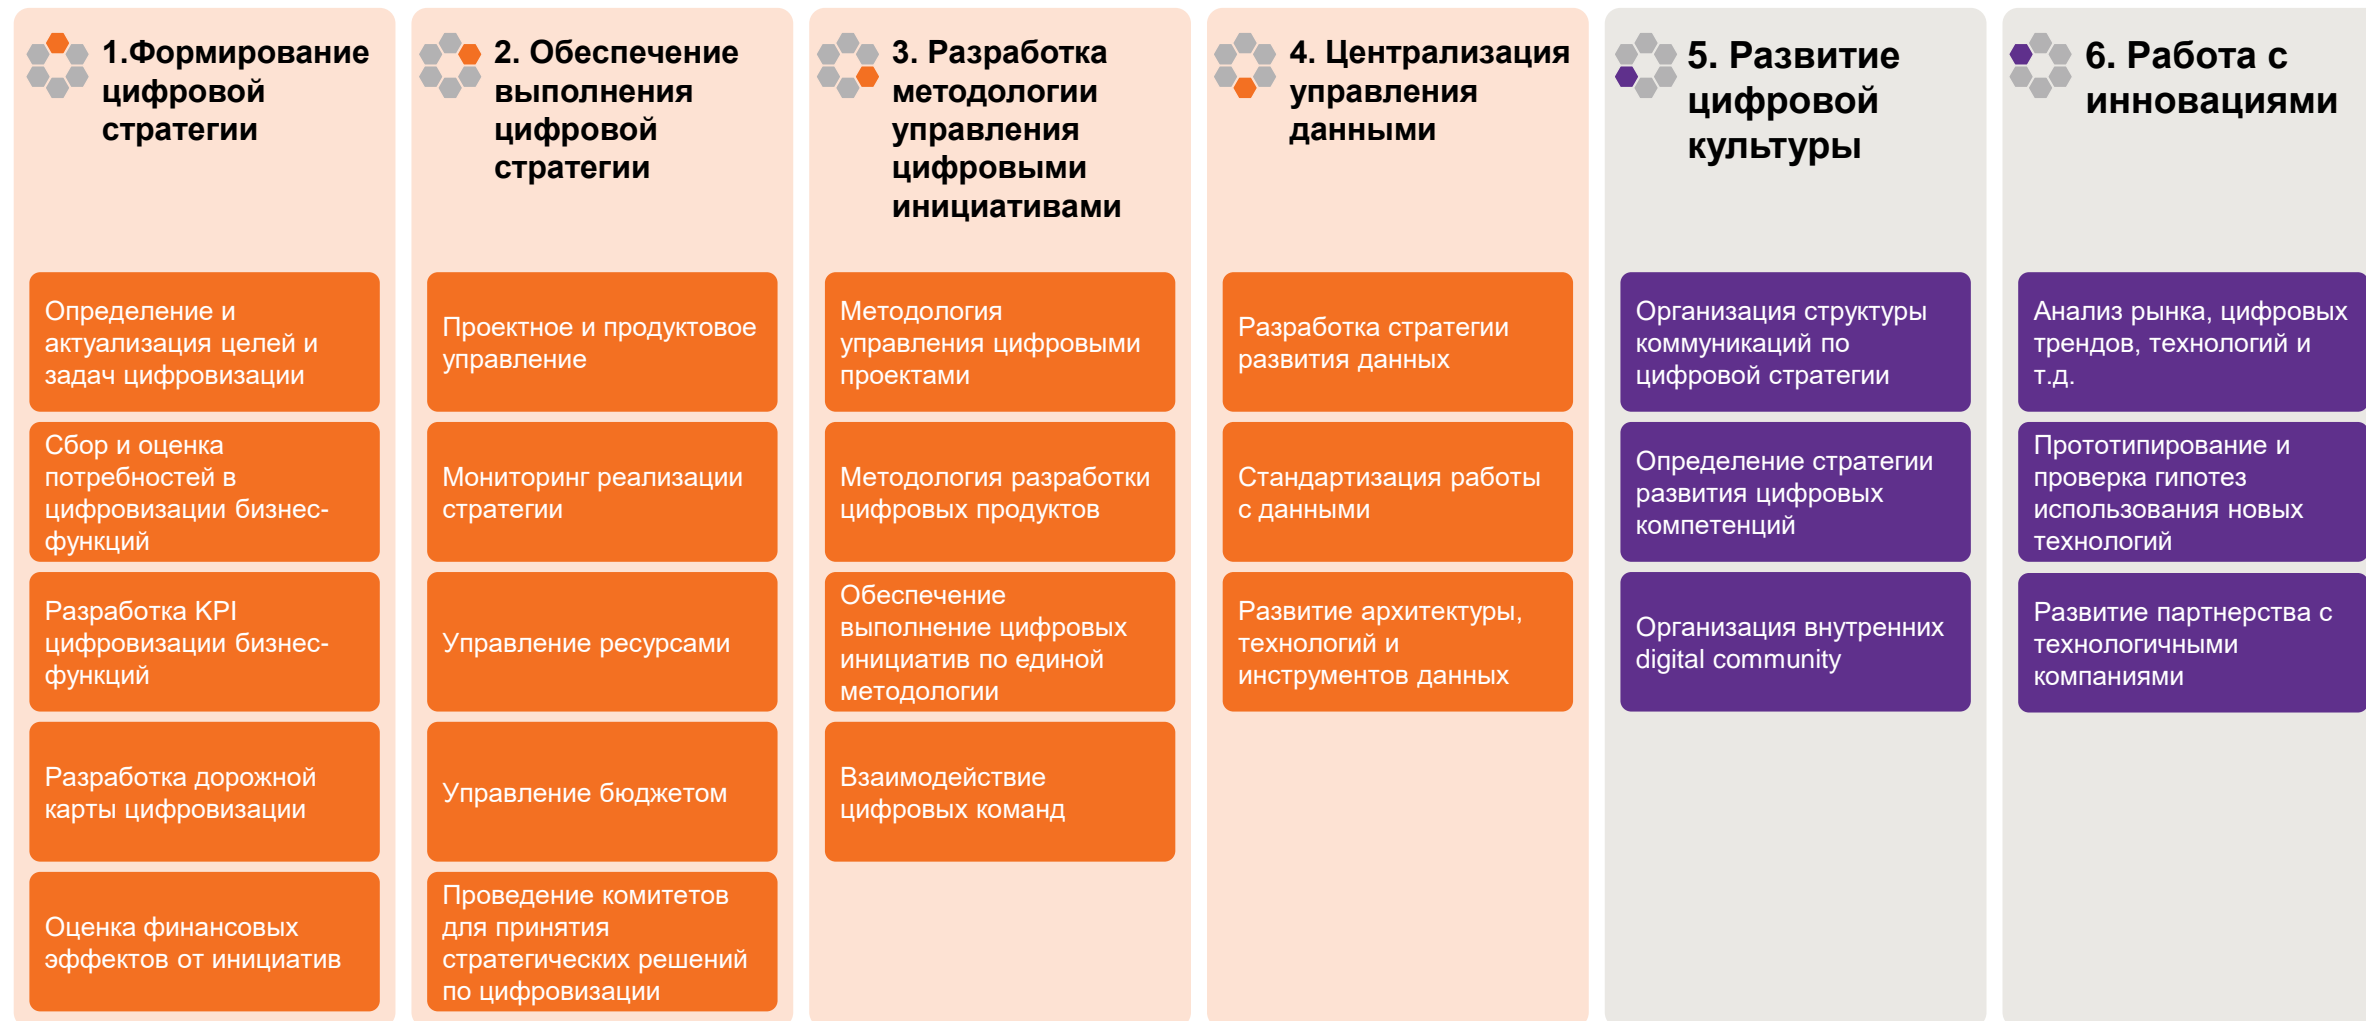 1.Формирование
цифровой
стратегии
Определение и
актуализация целей и
задач цифровизации
Сбор и оценка
потребностей в
цифровизации бизнес-
функций
Разработка KPI
цифровизации бизнес-
функций
Разработка дорожной
карты цифровизации
Оценка финансовых
эффектов от инициатив
2. Обеспечение
выполнения
цифровой
стратегии
Проектное и продуктовое
управление
Мониторинг реализации
стратегии
Управление ресурсами
Управление бюджетом
Проведение комитетов
для принятия
стратегических решений
по цифровизации
3. Разработка
методологии
управления
цифровыми
инициативами
Методология
управления цифровыми
проектами
Методология разработки
цифровых продуктов
Обеспечение
выполнение цифровых
инициатив по единой
методологии
Взаимодействие
цифровых команд
4. Централизация
управления
данными
Разработка стратегии
развития данных
Стандартизация работы
с данными
Развитие архитектуры,
технологий и
инструментов данных
5. Развитие
цифровой
культуры
Организация структуры
коммуникаций по
цифровой стратегии
Определение стратегии
развития цифровых
компетенций
Организация внутренних
digital community
6. Работа с
инновациями
Анализ рынка, цифровых
трендов, технологий и
т.д.
Прототипирование и
проверка гипотез
использования новых
технологий
Развитие партнерства с
технологичными
компаниями